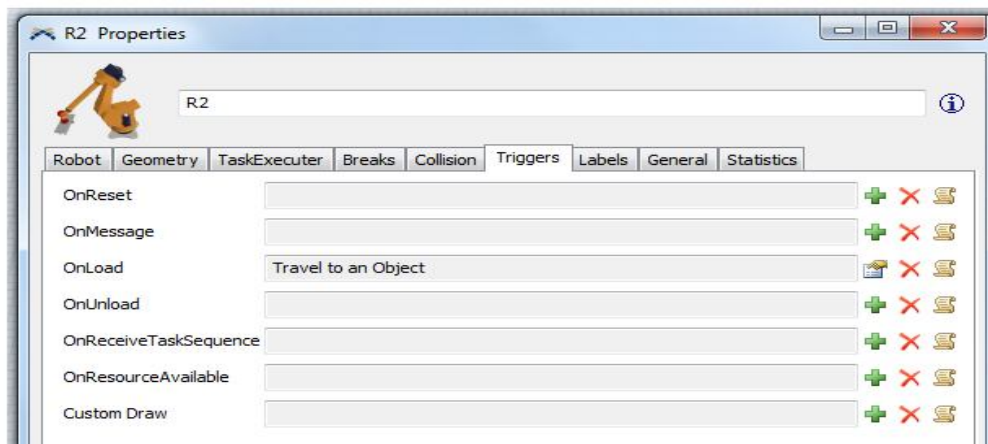 R2 Properties
R2
Robot Geometry TaskExecuter Breaks Collision Triggers Labels General Statistics
OnReset
OnMessage
OnLoad Travel to an Object
OnUnload
OnReceiveTaskSequence
OnResourceAvailable
Custom Draw